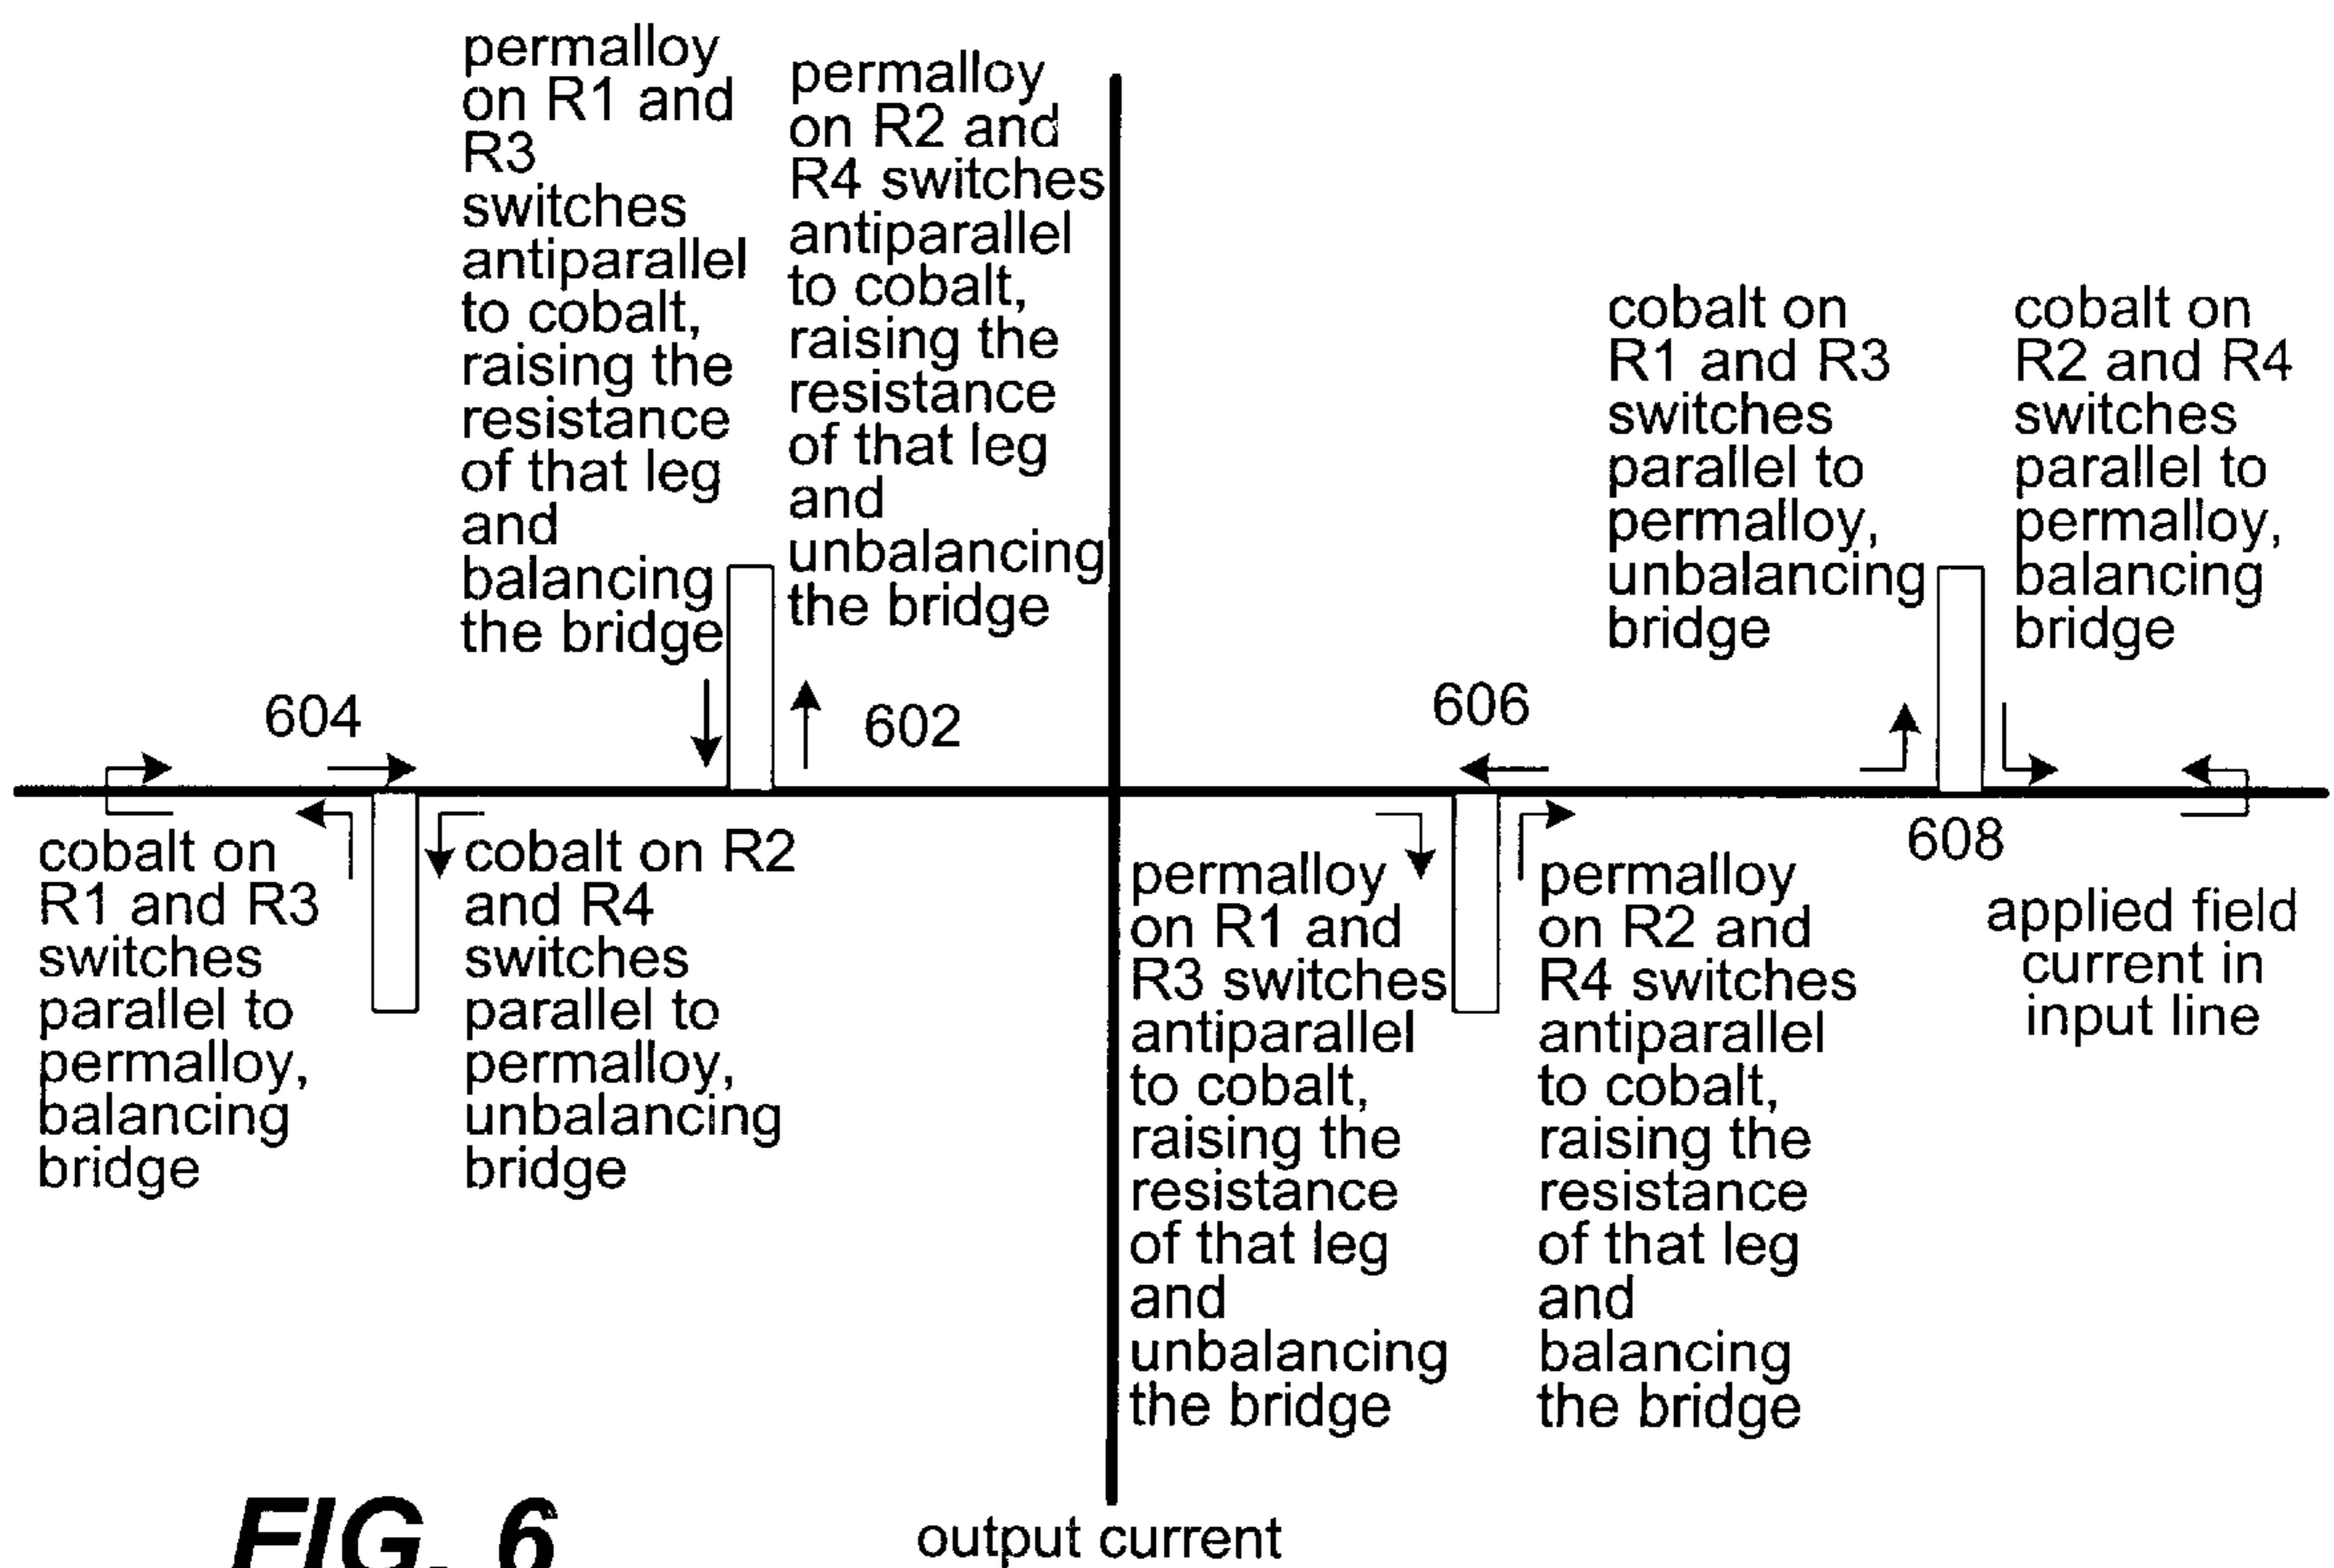 permalloy
on R1 and
R3
switches
antiparallel
to cobalt,
raising the
resistance
of that leg
and
balancing
the bridge
permalloy
on R2 and
R4 switches
antiparallel
to cobalt,
raising the
resistance
of that leg
and
unbalancing
the bridge
cobalt on
R1 and R3
switches
parallel to
permalloy,
unbalancing
bridge
cobalt on
R2 and R4
switches
parallel to
permalloy,
balancing
bridge
604
602
606
608
cobalt on
R1 and R3
switches
parallel to
permalloy,
balancing
bridge
cobalt on R2
and R4
switches
parallel to
permalloy,
unbalancing
bridge
permalloy
on R1 and
R3 switches
antiparallel
to cobalt,
raising the
resistance
of that leg
and
unbalancing
the bridge
permalloy
on R2 and
R4 switches
antiparallel
to cobalt,
raising the
resistance
of that leg
and
balancing
the bridge
applied field
current in
input line
output current
FIG. 6